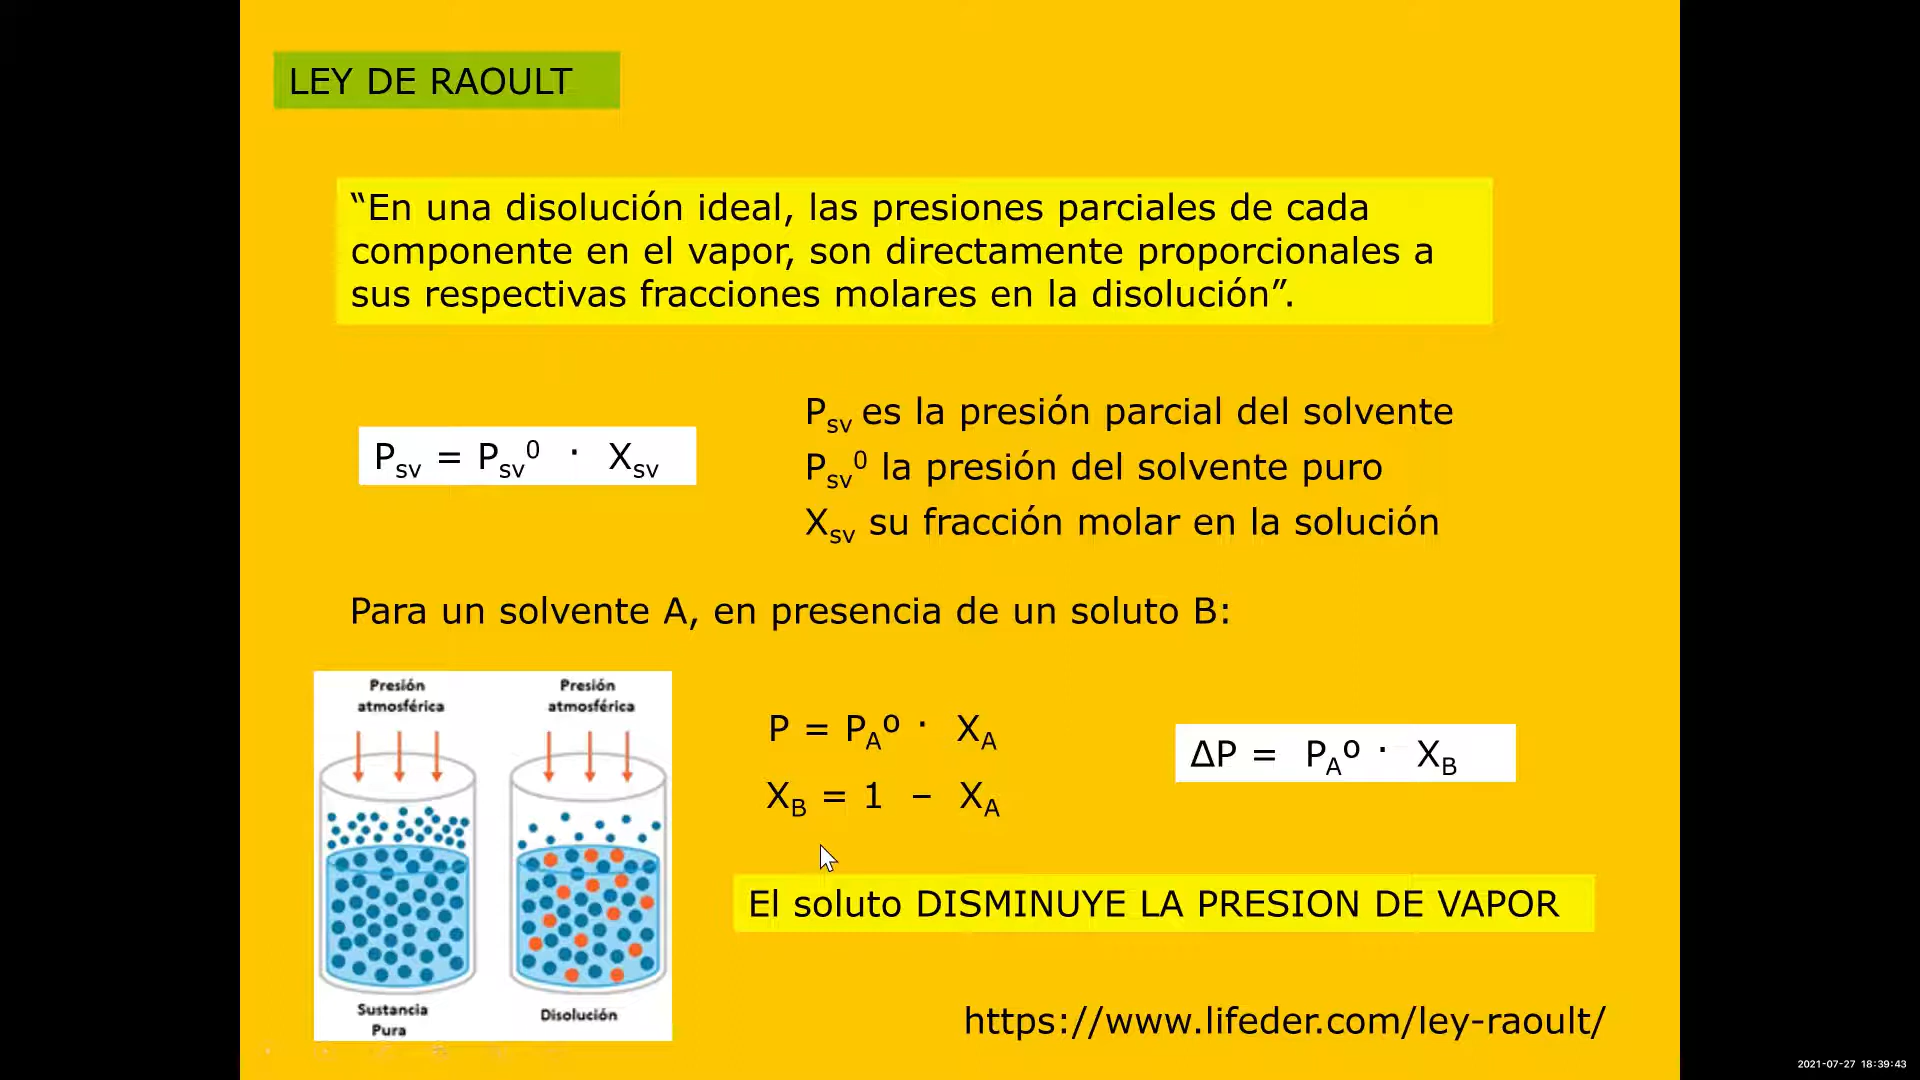 LEY DE RAOULT
“En una disolución ideal, las presiones parciales de cada
componente en el vapor, son directamente proporcionales a
sus respectivas fracciones molares en la disolución”.
Psv = Psv⁰ · Xsv
Psv es la presión parcial del solvente
Psv⁰ la presión del solvente puro
Xsv su fracción molar en la solución
Para un solvente A, en presencia de un soluto B:
Presión
atmosférica
Presión
atmosférica
Sustancia
Pura
Disolución
P = PAº · XA
XB = 1 – XA
ΔP = PAº · XB
El soluto DISMINUYE LA PRESION DE VAPOR
https://www.lifeder.com/ley-raoult/
2021-07-27 18:39:43